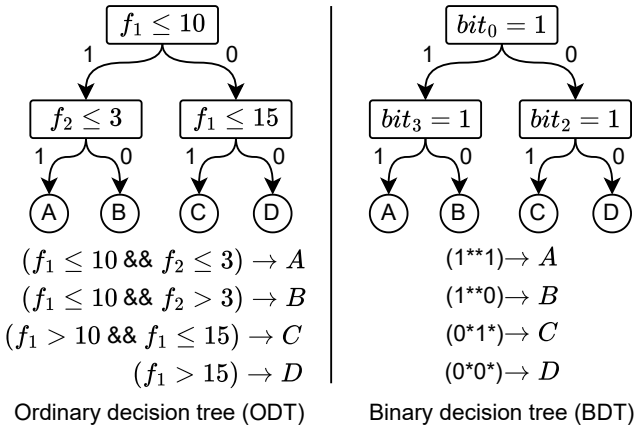 f₁ ≤ 10
1 0
f₂ ≤ 3 f₁ ≤ 15
1 0 1 0
A B C D
(f₁ ≤ 10 && f₂ ≤ 3) → A
(f₁ ≤ 10 && f₂ > 3) → B
(f₁ > 10 && f₁ ≤ 15) → C
(f₁ > 15) → D
Ordinary decision tree (ODT)
bit₀ = 1
1 0
bit₃ = 1 bit₂ = 1
1 0 1 0
A B C D
(1**1)→ A
(1**0)→ B
(0*1*)→ C
(0*0*)→ D
Binary decision tree (BDT)